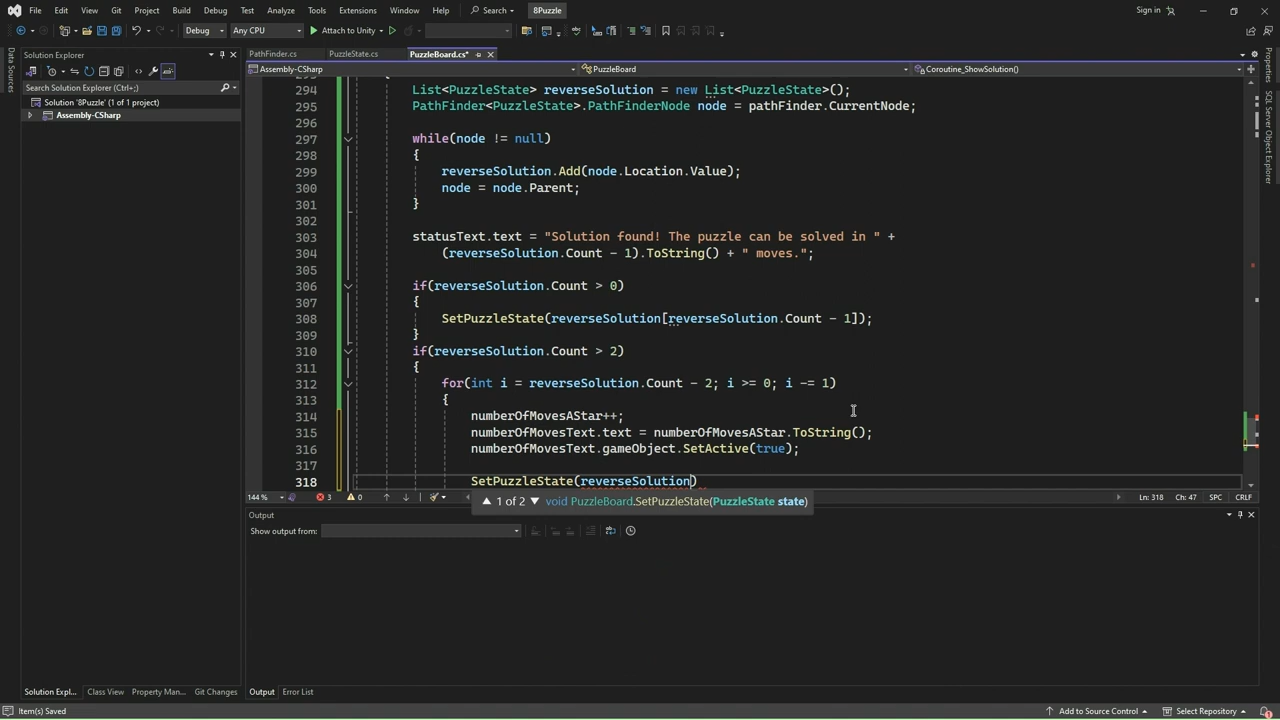 File Edit View Git Project Build Debug Test Analyze Tools Extensions Window Help Search 8Puzzle Sign in
Debug Any CPU Attach to Unity
Data Sources
Solution Explorer
Search Solution Explorer (Ctrl+;)
Solution '8Puzzle' (1 of 1 project)
Assembly-CSharp
PathFinder.cs PuzzleState.cs PuzzleBoard.cs*
Assembly-CSharp PuzzleBoard Coroutine_ShowSolution()
294 List<PuzzleState> reverseSolution = new List<PuzzleState>();
295 PathFinder<PuzzleState>.PathFinderNode node = pathFinder.CurrentNode;
296
297 while(node != null)
298 {
299 reverseSolution.Add(node.Location.Value);
300 node = node.Parent;
301 }
302
303 statusText.text = "Solution found! The puzzle can be solved in " +
304 (reverseSolution.Count - 1).ToString() + " moves.";
305
306 if(reverseSolution.Count > 0)
307 {
308 SetPuzzleState(reverseSolution[reverseSolution.Count - 1]);
309 }
310 if(reverseSolution.Count > 2)
311 {
312 for(int i = reverseSolution.Count - 2; i >= 0; i -= 1)
313 {
314 numberOfMovesAStar++;
315 numberOfMovesText.text = numberOfMovesAStar.ToString();
316 numberOfMovesText.gameObject.SetActive(true);
317
318 SetPuzzleState(reverseSolution)
▲ 1 of 2 ▼ void PuzzleBoard.SetPuzzleState(PuzzleState state)
144 % 3 0 Ln: 318 Ch: 47 SPC CRLF
Output
Show output from:
Properties
SQL Server Object Explorer
Solution Expl... Class View Property Man... Git Changes
Output Error List
Item(s) Saved Add to Source Control Select Repository